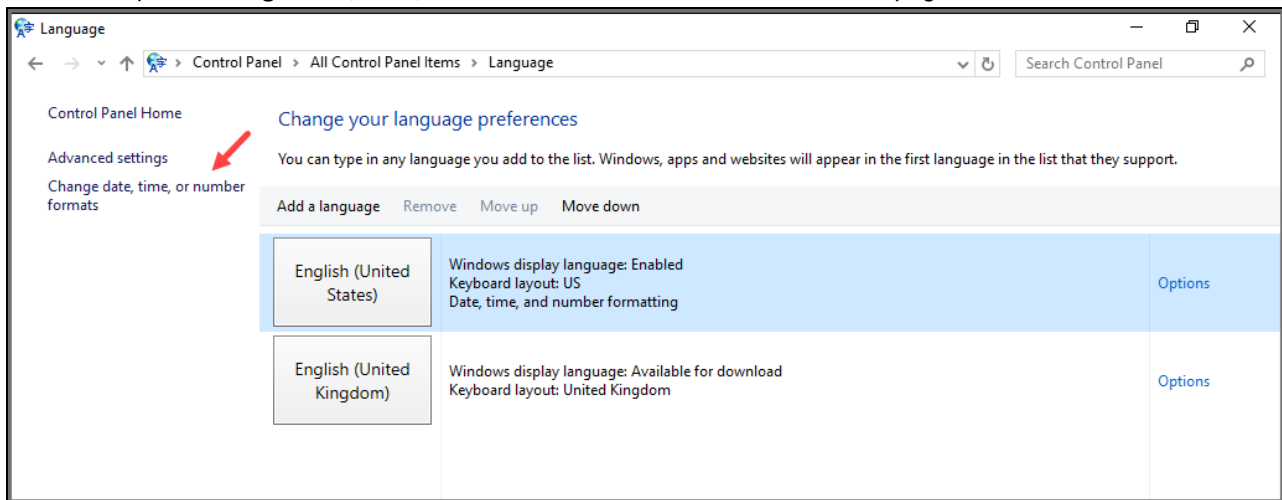 Language
Control Panel > All Control Panel Items > Language
Search Control Panel
Control Panel Home
Advanced settings
Change date, time, or number
formats
Change your language preferences
You can type in any language you add to the list. Windows, apps and websites will appear in the first language in the list that they support.
Add a language Remove Move up Move down
English (United
States)
Windows display language: Enabled
Keyboard layout: US
Date, time, and number formatting
Options
English (United
Kingdom)
Windows display language: Available for download
Keyboard layout: United Kingdom
Options